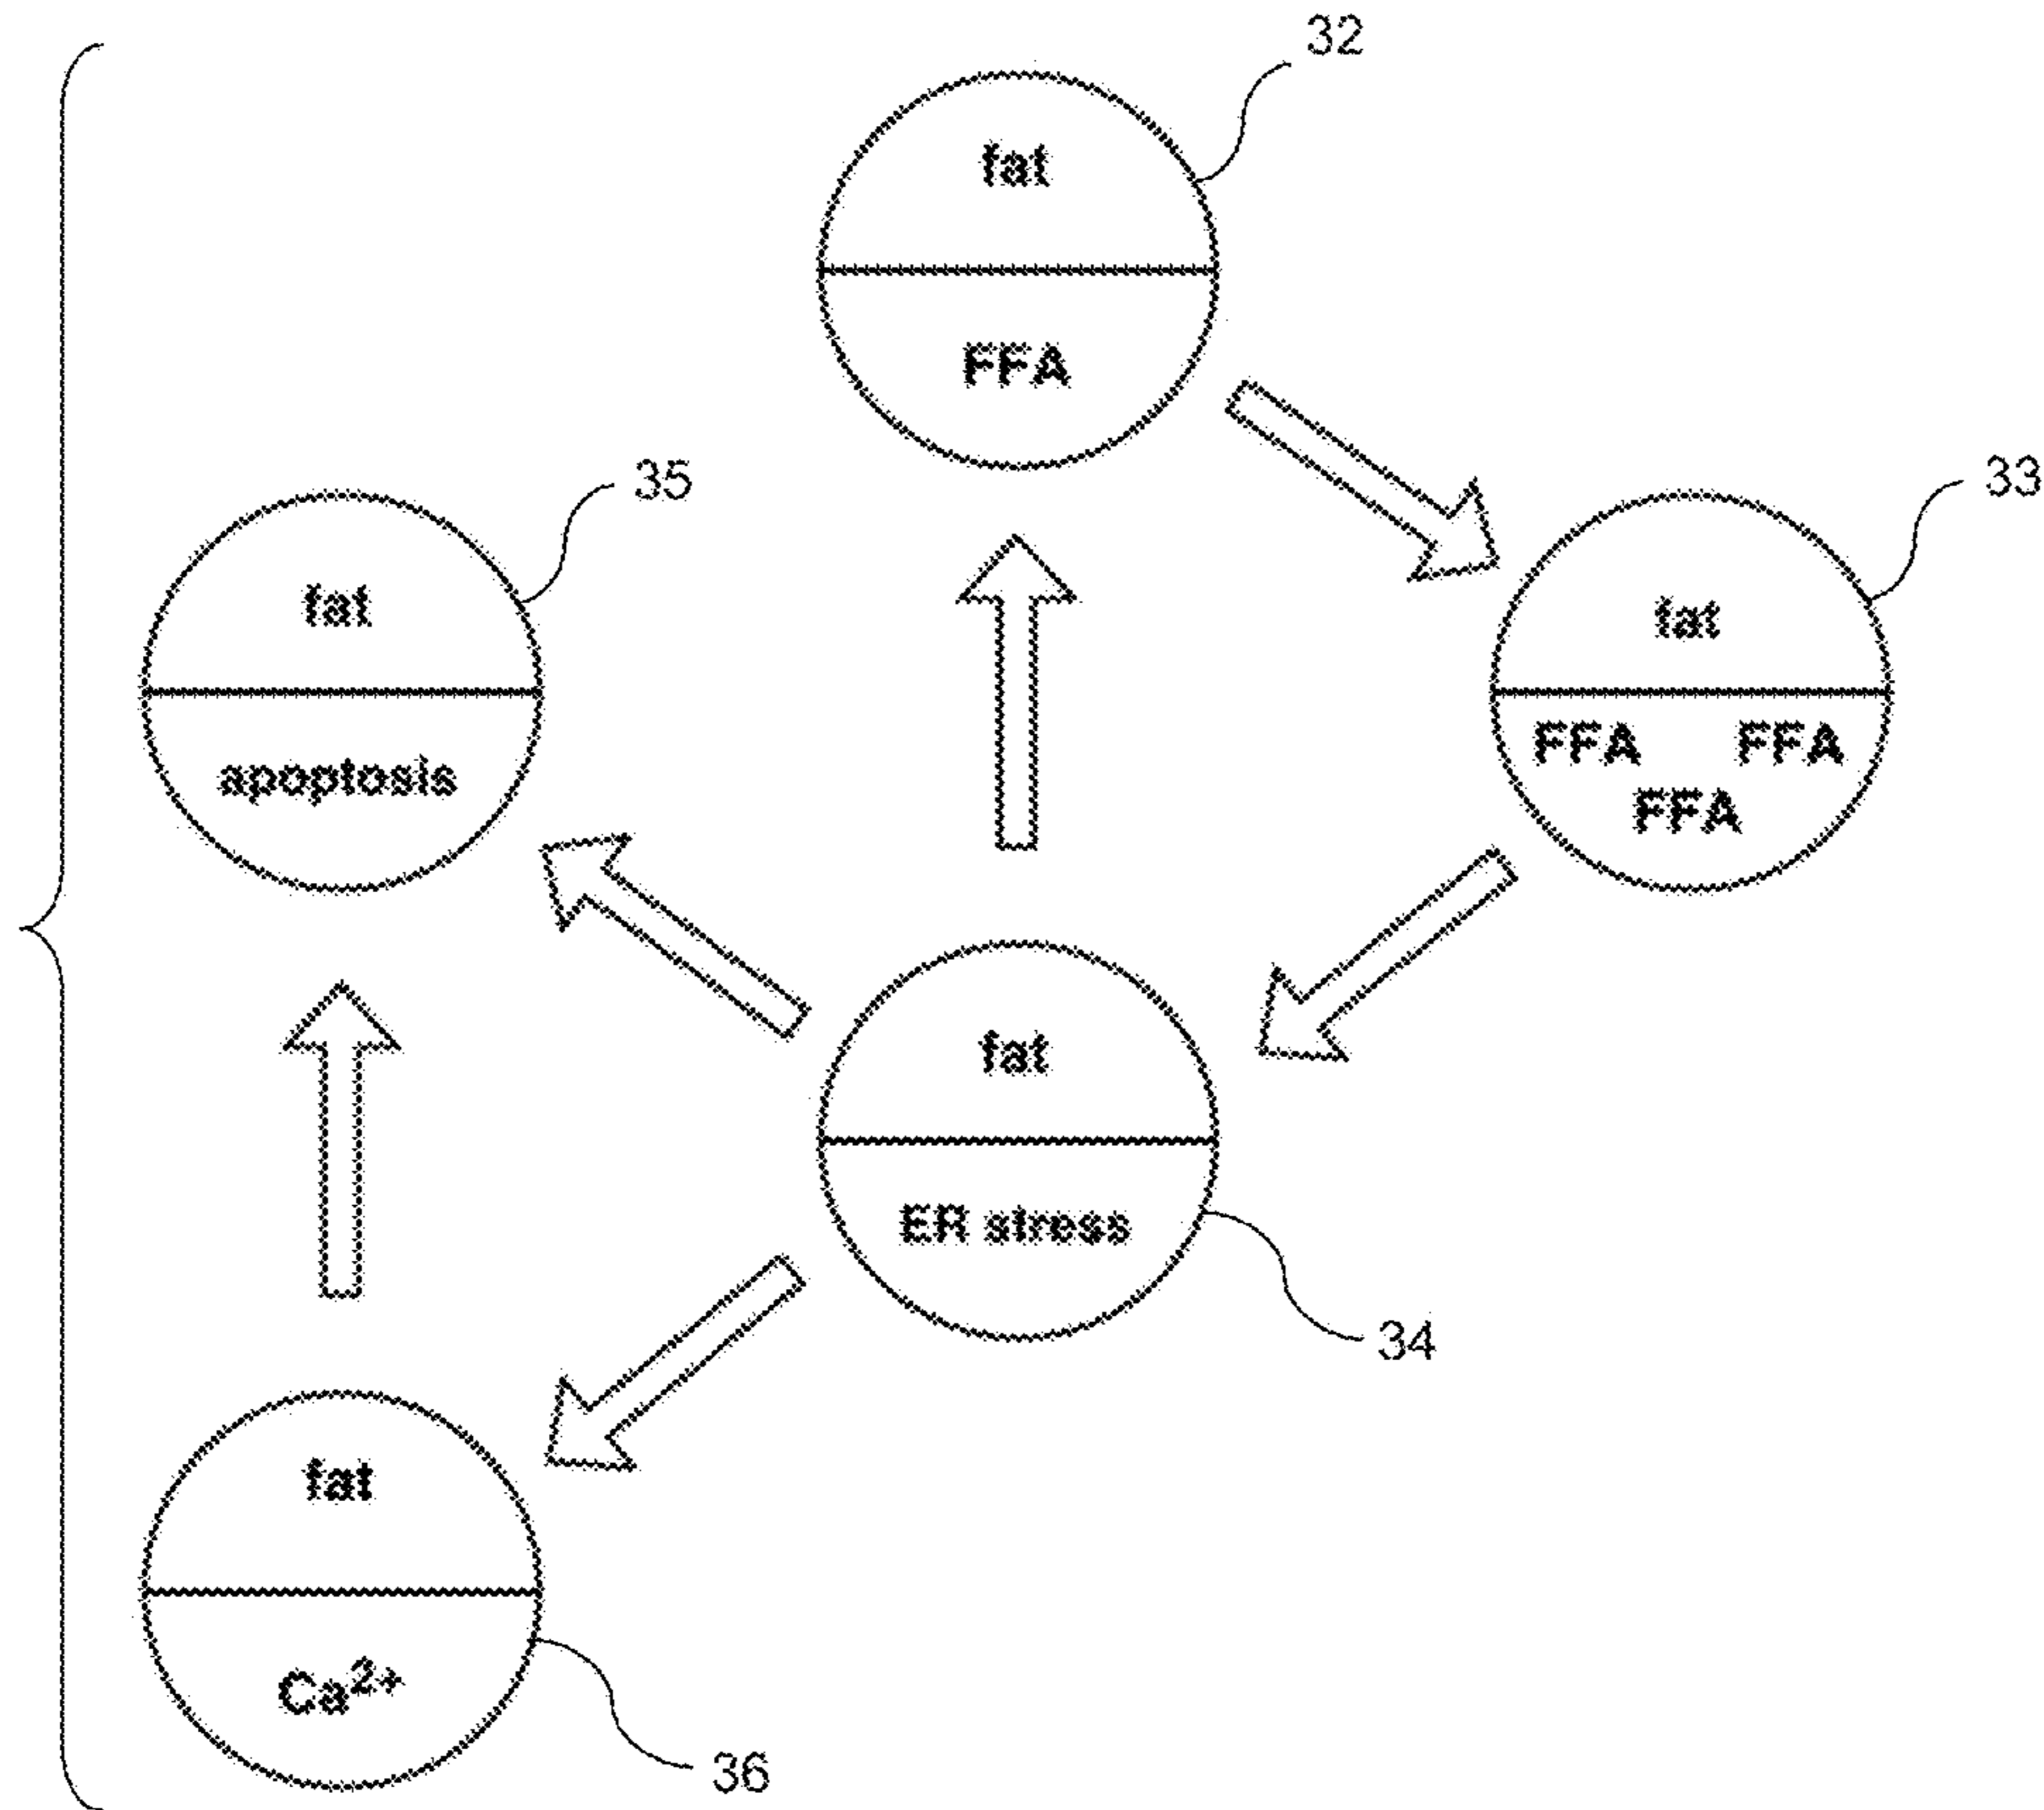 32
fat
FFA
35
fat
apoptosis
33
fat
FFA FFA
FFA
fat
ER stress
34
fat
Ca²⁺
36